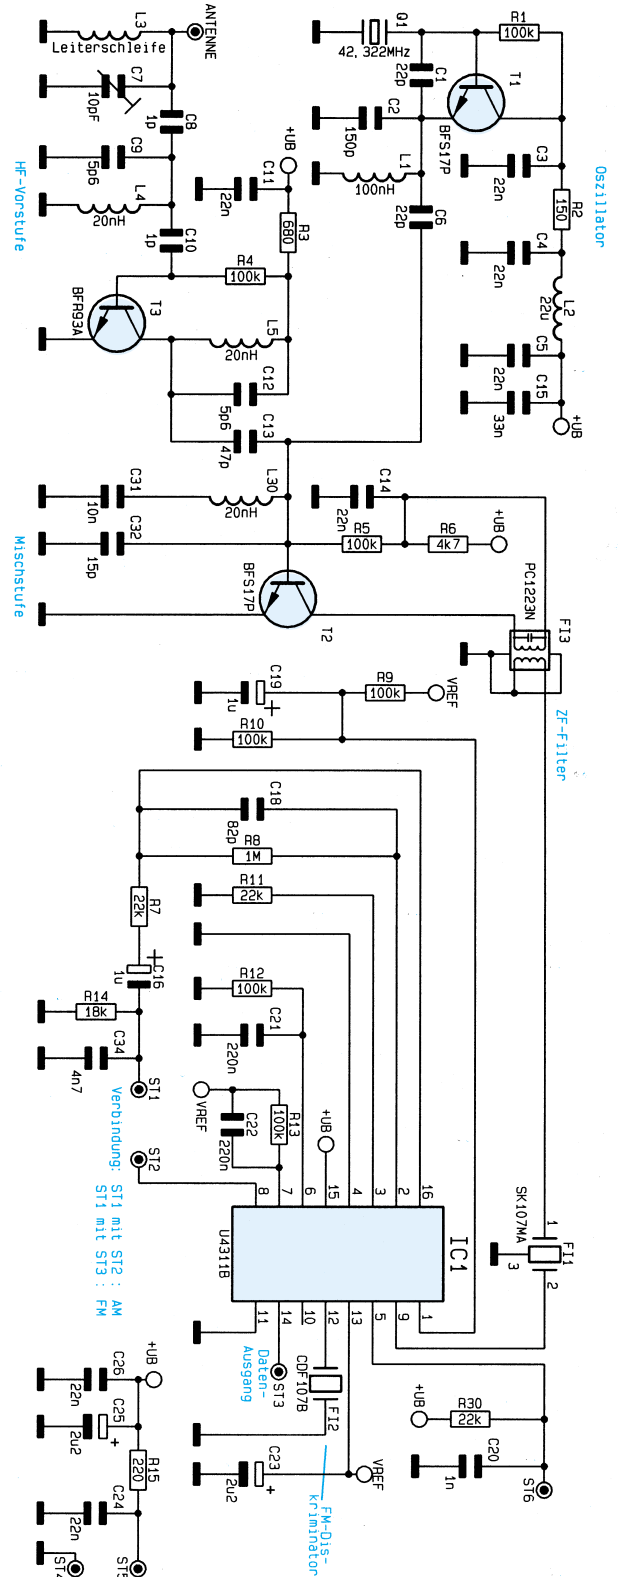 ANTENNE
L3
Leiterschleife
C7
10pF
C8
1p
C9
5p6
L4
20nH
C10
1p
HF-Vorstufe
Q1
42, 322MHz
R1
100k
C1
22p
T1
BFS17P
C2
150p
L1
100nH
C6
22p
C3
22n
R2
150
C4
22n
L2
22u
C5
22n
C15
33n
+UB
Oszillator
+UB
C11
22n
R3
680
R4
100k
T3
BFR93A
L5
20nH
C12
5p6
C13
47p
C31
10n
L30
20nH
C32
15p
C14
22n
R5
100k
R6
4k7
+UB
BFS17P
T2
Mischstufe
PC1223N
FI3
ZF-Filter
C19
1u
+
R9
100k
VREF
R10
100k
C18
82p
R8
1M
R11
22k
R7
22k
+
C16
1u
R14
18k
R12
100k
C21
220n
C34
4n7
ST1
ST2
VREF
C22
220n
R13
100k
+UB
Verbindung: ST1 mit ST2 : AM
ST1 mit ST3 : FM
8
7
6
15
4
3
2
16
IC1
U4311B
11
14
10
12
13
5
9
1
SK107MA
FI1
1
2
3
Daten-
Ausgang
ST3
CDF107B
FI2
FM-Dis-
kriminator
+UB
C26
22n
C25
2u2
+
R15
220
C24
22n
C23
2u2
+
VREF
+UB
R30
22k
C20
1n
ST6